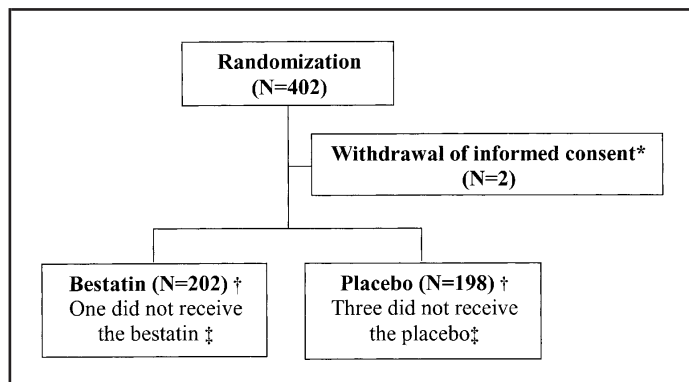 Randomization
(N=402)
Withdrawal of informed consent*
(N=2)
Bestatin (N=202) †
One did not receive
the bestatin ‡
Placebo (N=198) †
Three did not receive
the placebo‡